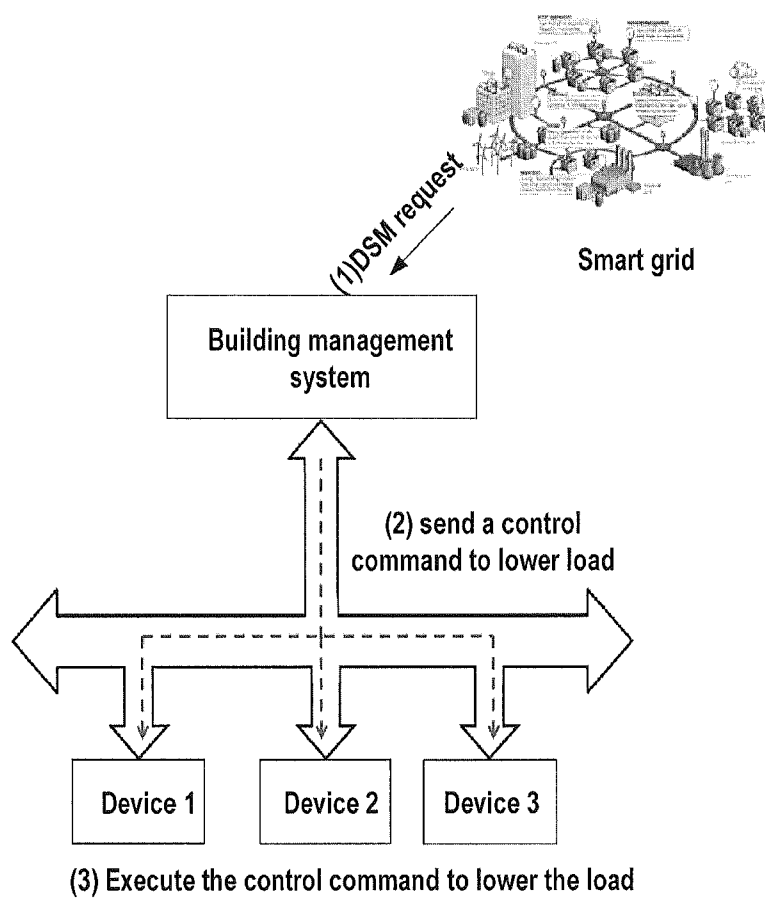 (1)DSM request
Smart grid
Building management
system
(2) send a control
command to lower load
Device 1
Device 2
Device 3
(3) Execute the control command to lower the load